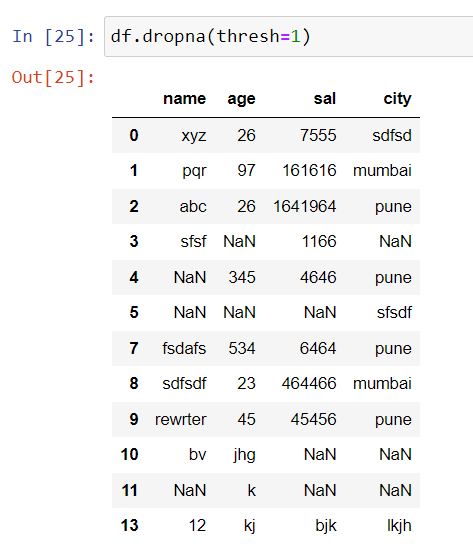 In [25]: df.dropna(thresh=1)
Out[25]:
name age sal city
0 xyz 26 7555 sdfsd
1 pqr 97 161616 mumbai
2 abc 26 1641964 pune
3 sfsf NaN 1166 NaN
4 NaN 345 4646 pune
5 NaN NaN NaN sfsdf
7 fsdafs 534 6464 pune
8 sdfsdf 23 464466 mumbai
9 rewrter 45 45456 pune
10 bv jhg NaN NaN
11 NaN k NaN NaN
13 12 kj bjk lkjh